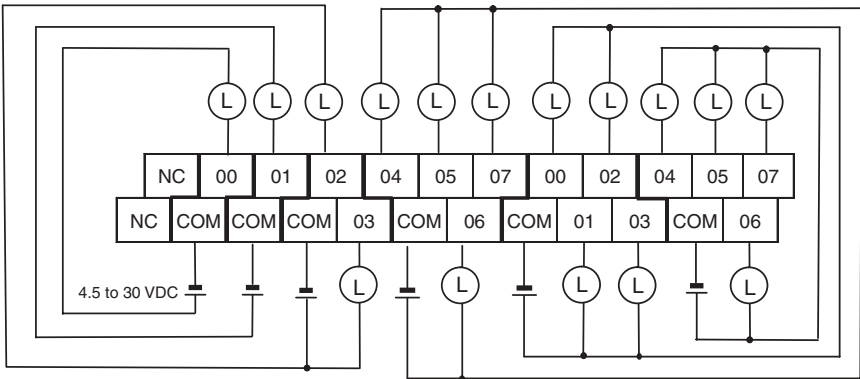 L L L L L L L L L L L
NC 00 01 02 04 05 07 00 02 04 05 07
NC COM COM COM 03 COM 06 COM 01 03 COM 06
4.5 to 30 VDC L L L L L